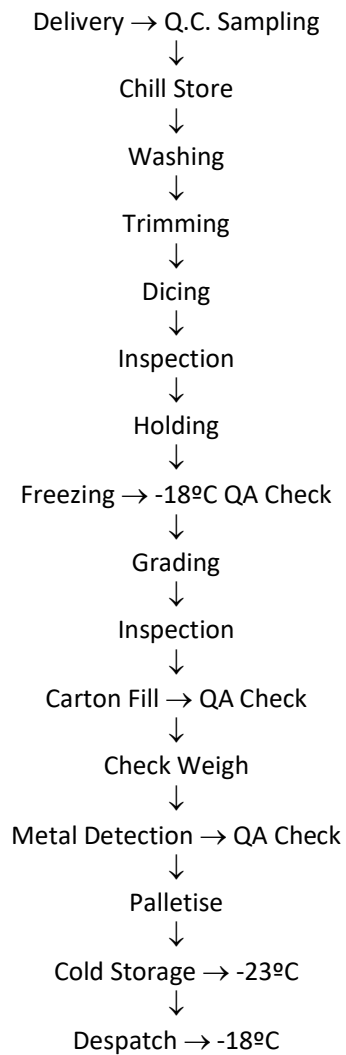 Delivery → Q.C. Sampling
↓
Chill Store
↓
Washing
↓
Trimming
↓
Dicing
↓
Inspection
↓
Holding
↓
Freezing → -18ºC QA Check
↓
Grading
↓
Inspection
↓
Carton Fill → QA Check
↓
Check Weigh
↓
Metal Detection → QA Check
↓
Palletise
↓
Cold Storage → -23ºC
↓
Despatch → -18ºC